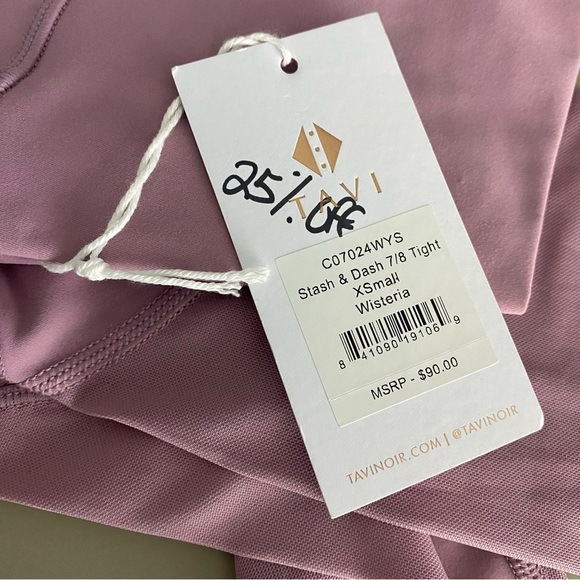 TAVI
25% off
C07024WYS
Stash & Dash 7/8 Tight
XSmall
Wisteria
8 41090 19106 9
MSRP - $90.00
TAVINOIR.COM | @TAVINOIR